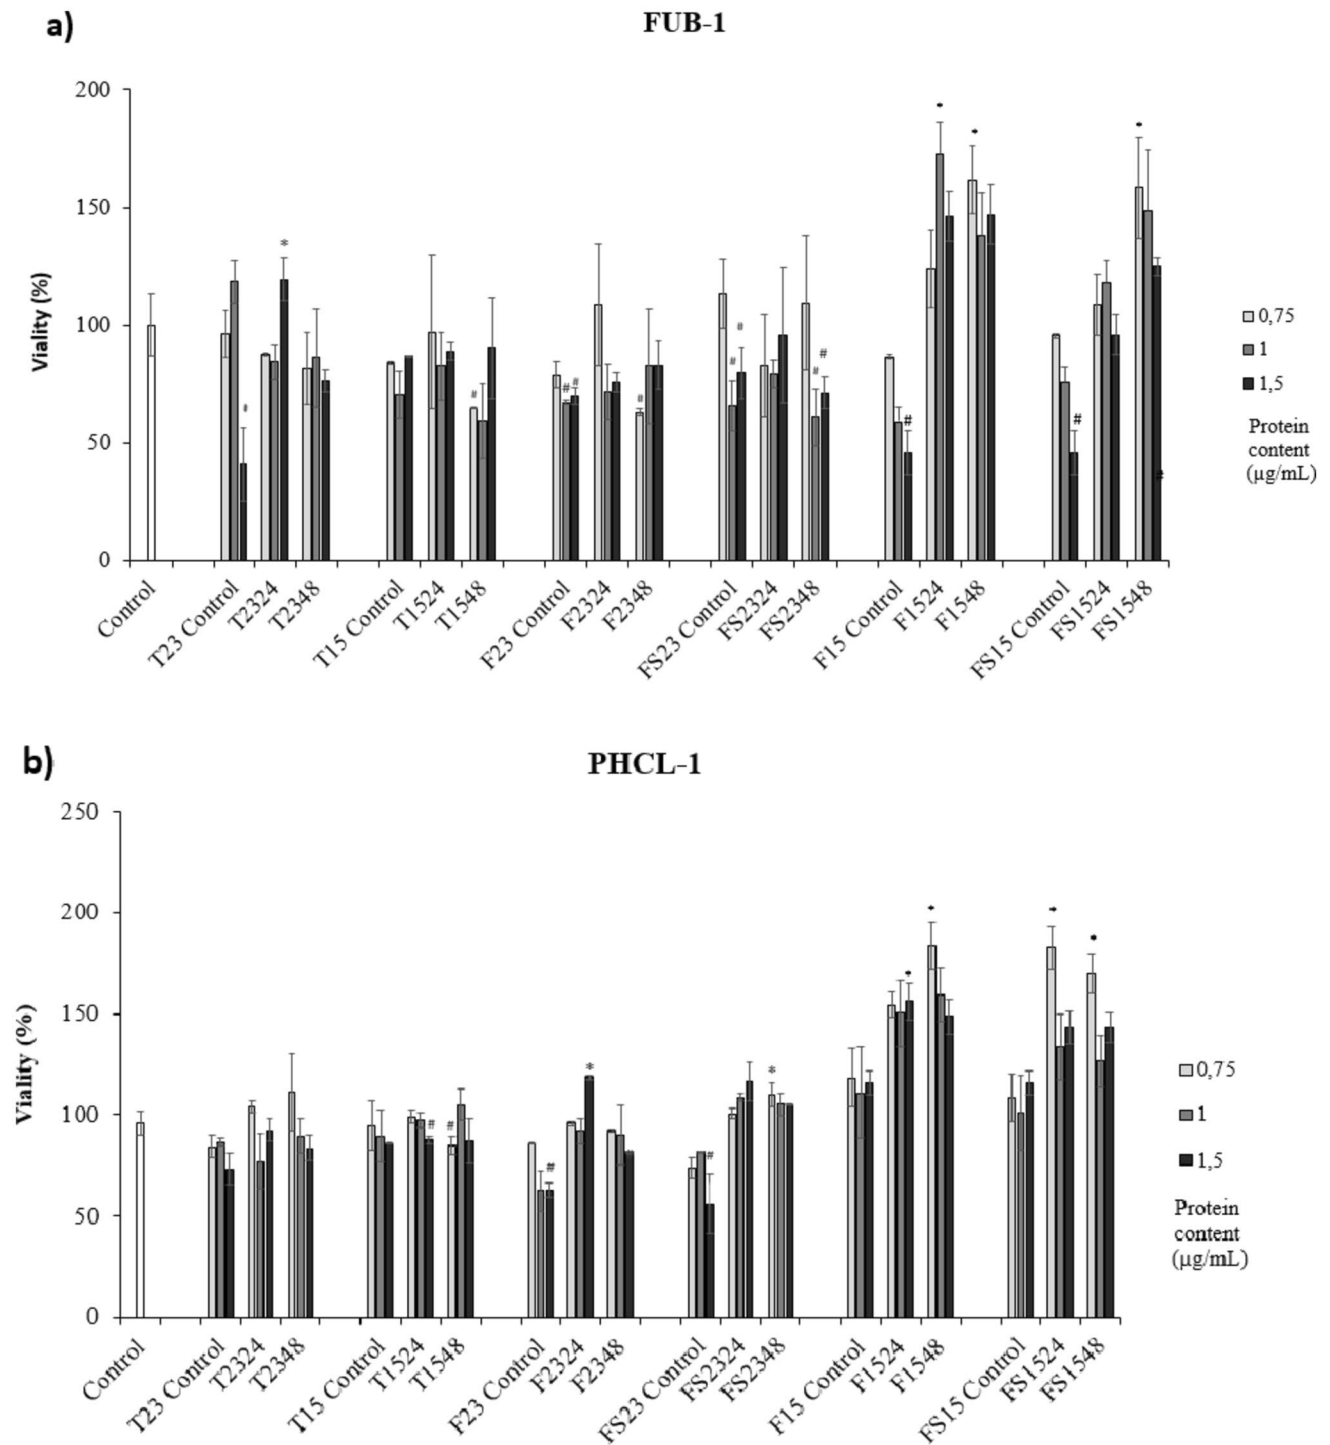 a)
FUB-1
200
150
100
50
0
Viality (%)
*
*
*
*
#
#
#
#
#
#
#
#
#
#
#
#
#
Control
T23 Control
T2324
T2348
T15 Control
T1524
T1548
F23 Control
F2324
F2348
FS23 Control
FS2324
FS2348
F15 Control
F1524
F1548
FS15 Control
FS1524
FS1548
0,75
1
1,5
Protein
content
(µg/mL)
b)
PHCL-1
250
200
150
100
50
0
Viality (%)
*
*
*
*
*
*
#
#
#
#
Control
T23 Control
T2324
T2348
T15 Control
T1524
T1548
F23 Control
F2324
F2348
FS23 Control
FS2324
FS2348
F15 Control
F1524
F1548
FS15 Control
FS1524
FS1548
0,75
1
1,5
Protein
content
(µg/mL)